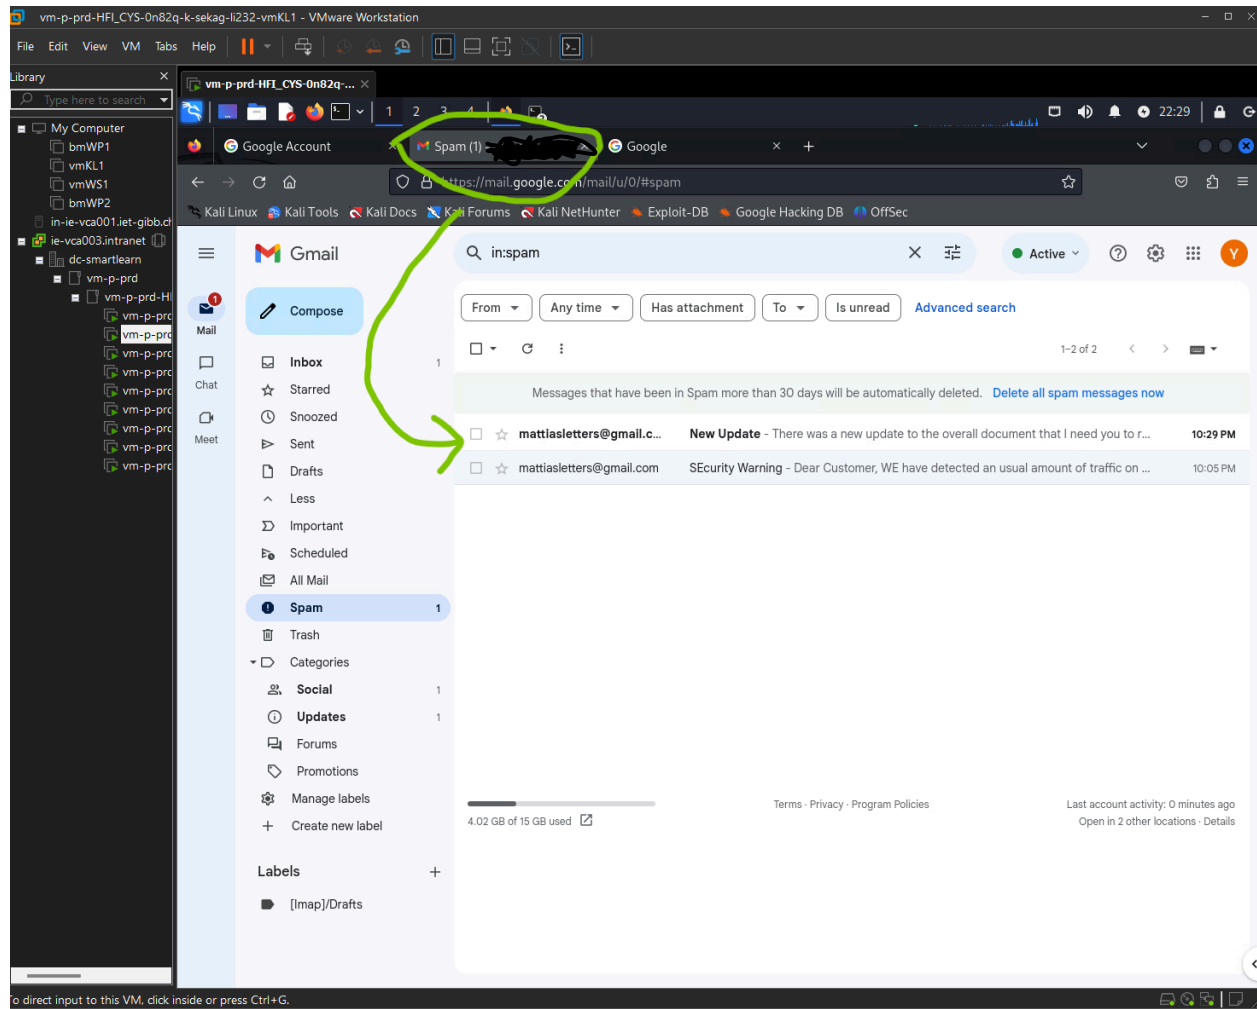 vm-p-prd-HFI_CYS-0n82q-k-sekag-li232-vmKL1 - VMware Workstation
File Edit View VM Tabs Help
Library
Type here to search
My Computer
bmWP1
vmKL1
vmWS1
bmWP2
in-ie-vca001.iet-gibb.ch
ie-vca003.intranet
dc-smartlearn
vm-p-prd
vm-p-prd-HI
vm-p-prd
vm-p-prd
vm-p-prd
vm-p-prd
vm-p-prd
vm-p-prd
vm-p-prd
vm-p-prd
vm-p-prd
vm-p-prd-HFI_CYS-0n82q-...
1 2 3 4 22:29
Google Account Spam (1) Google
https://mail.google.com/mail/u/0/#spam
Kali Linux Kali Tools Kali Docs Kali Forums Kali NetHunter Exploit-DB Google Hacking DB OffSec
Gmail in:spam Active Y
1
Mail
Chat
Meet
Compose
Inbox 1
Starred
Snoozed
Sent
Drafts
Less
Important
Scheduled
All Mail
Spam 1
Trash
Categories
Social 1
Updates 1
Forums
Promotions
Manage labels
Create new label
Labels
[Imap]/Drafts
From Any time Has attachment To Is unread Advanced search
1–2 of 2
Messages that have been in Spam more than 30 days will be automatically deleted. Delete all spam messages now
mattiasletters@gmail.c... New Update - There was a new update to the overall document that I need you to r... 10:29 PM
mattiasletters@gmail.com SEcurity Warning - Dear Customer, WE have detected an usual amount of traffic on ... 10:05 PM
4.02 GB of 15 GB used
Terms · Privacy · Program Policies
Last account activity: 0 minutes ago
Open in 2 other locations · Details
To direct input to this VM, click inside or press Ctrl+G.